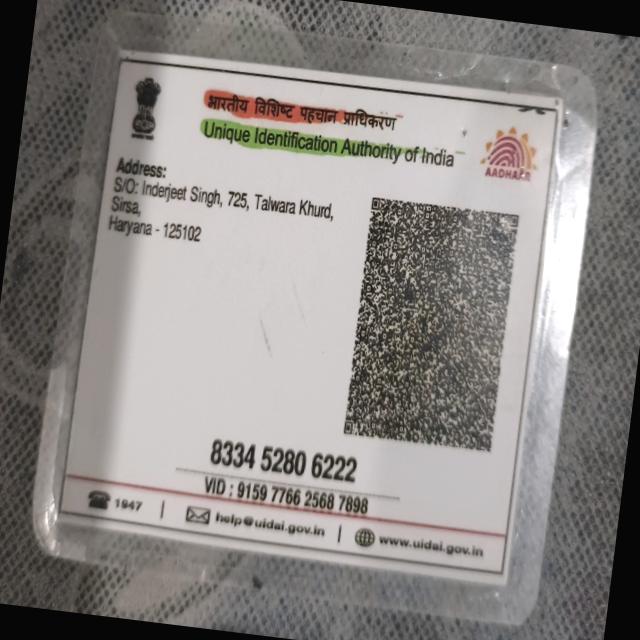 भारतीय विशिष्ट पहचान प्राधिकरण
Unique Identification Authority of India
AADHAAR
Address:
S/O: Inderjeet Singh, 725, Talwara Khurd,
Sirsa,
Haryana - 125102
8334 5280 6222
VID : 9159 7766 2568 7898
1947 | help@uidai.gov.in | www.uidai.gov.in